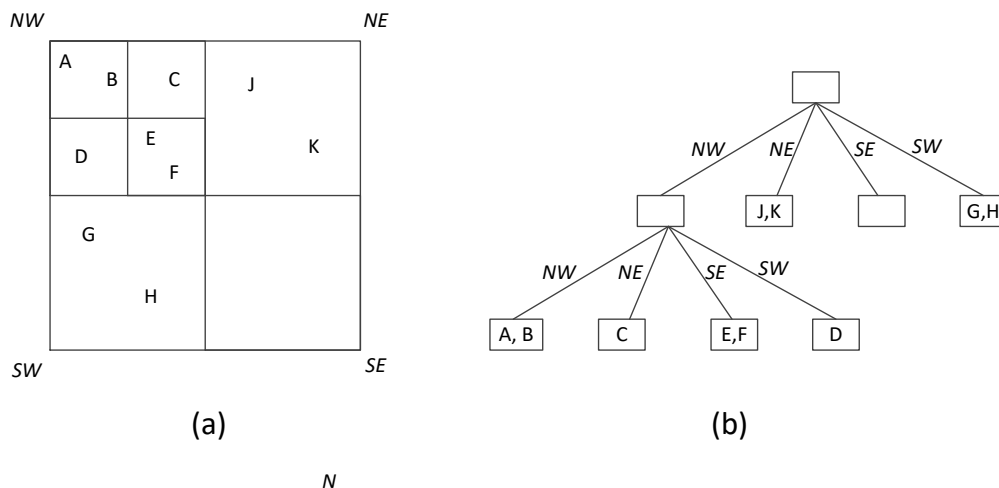 NW NE
A
B C J
D E F K
G
H
SW SE
(a)
NW NE SE SW
J,K G,H
NW NE SE SW
A, B C E,F D
(b)
N